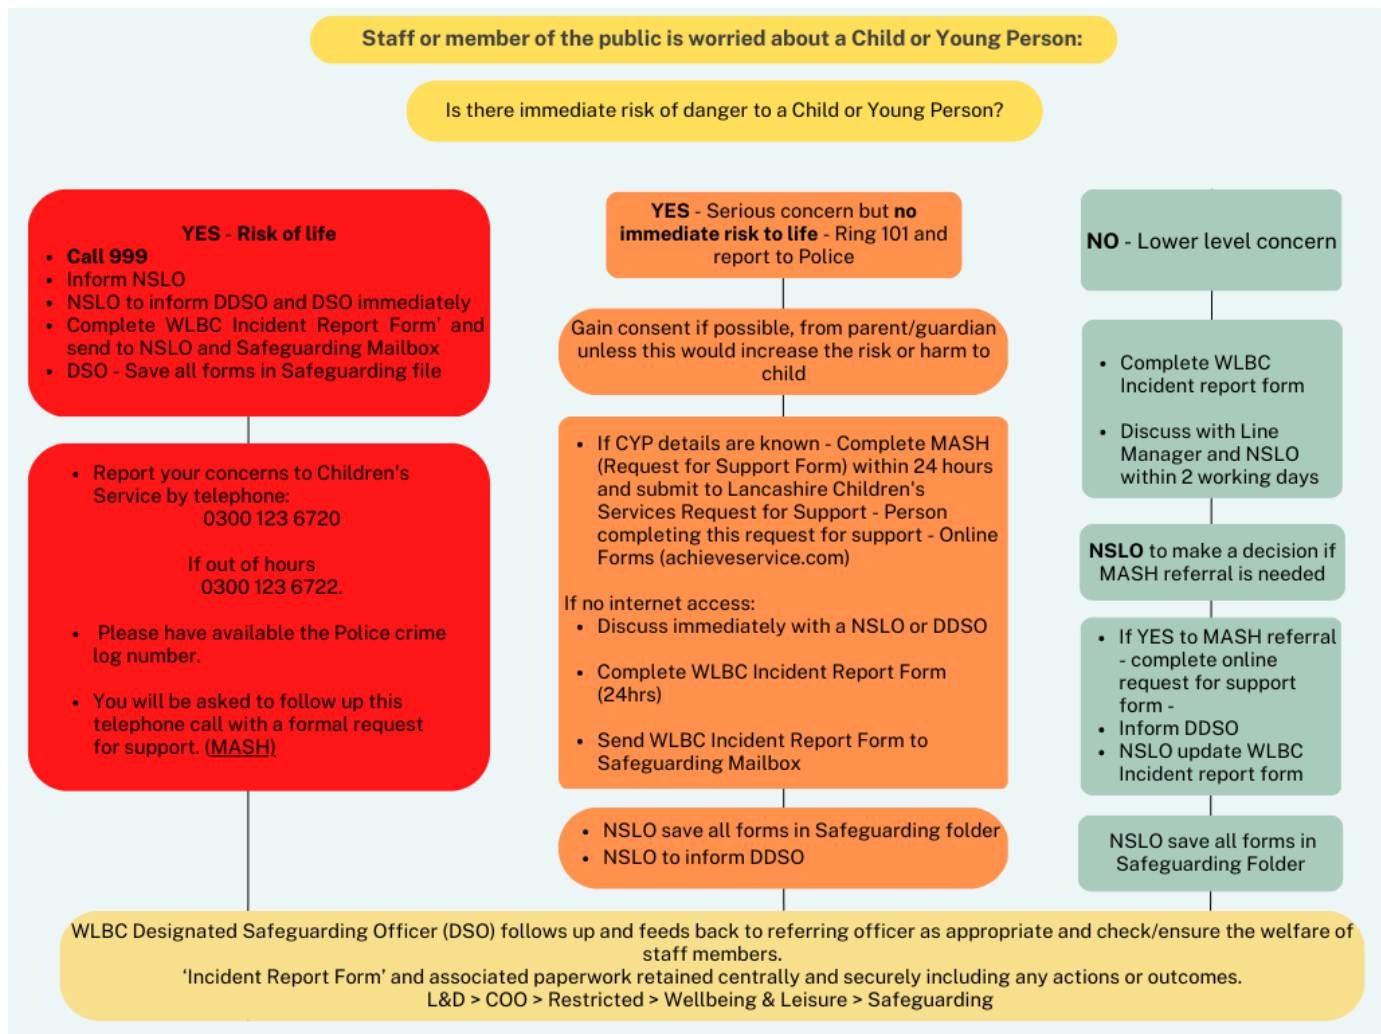 Staff or member of the public is worried about a Child or Young Person:
Is there immediate risk of danger to a Child or Young Person?
YES - Risk of life
• Call 999
• Inform NSLO
• NSLO to inform DDSO and DSO immediately
• Complete WLBC Incident Report Form’ and
send to NSLO and Safeguarding Mailbox
• DSO - Save all forms in Safeguarding file
• Report your concerns to Children's
Service by telephone:
0300 123 6720
If out of hours
0300 123 6722.
• Please have available the Police crime
log number.
• You will be asked to follow up this
telephone call with a formal request
for support. (MASH)
YES - Serious concern but no
immediate risk to life - Ring 101 and
report to Police
Gain consent if possible, from parent/guardian
unless this would increase the risk or harm to
child
• If CYP details are known - Complete MASH
(Request for Support Form) within 24 hours
and submit to Lancashire Children's
Services Request for Support - Person
completing this request for support - Online
Forms (achieveservice.com)
If no internet access:
• Discuss immediately with a NSLO or DDSO
• Complete WLBC Incident Report Form
(24hrs)
• Send WLBC Incident Report Form to
Safeguarding Mailbox
• NSLO save all forms in Safeguarding folder
• NSLO to inform DDSO
NO - Lower level concern
• Complete WLBC
Incident report form
• Discuss with Line
Manager and NSLO
within 2 working days
NSLO to make a decision if
MASH referral is needed
• If YES to MASH referral
- complete online
request for support
form -
• Inform DDSO
• NSLO update WLBC
Incident report form
NSLO save all forms in
Safeguarding Folder
WLBC Designated Safeguarding Officer (DSO) follows up and feeds back to referring officer as appropriate and check/ensure the welfare of
staff members.
‘Incident Report Form’ and associated paperwork retained centrally and securely including any actions or outcomes.
L&D > COO > Restricted > Wellbeing & Leisure > Safeguarding